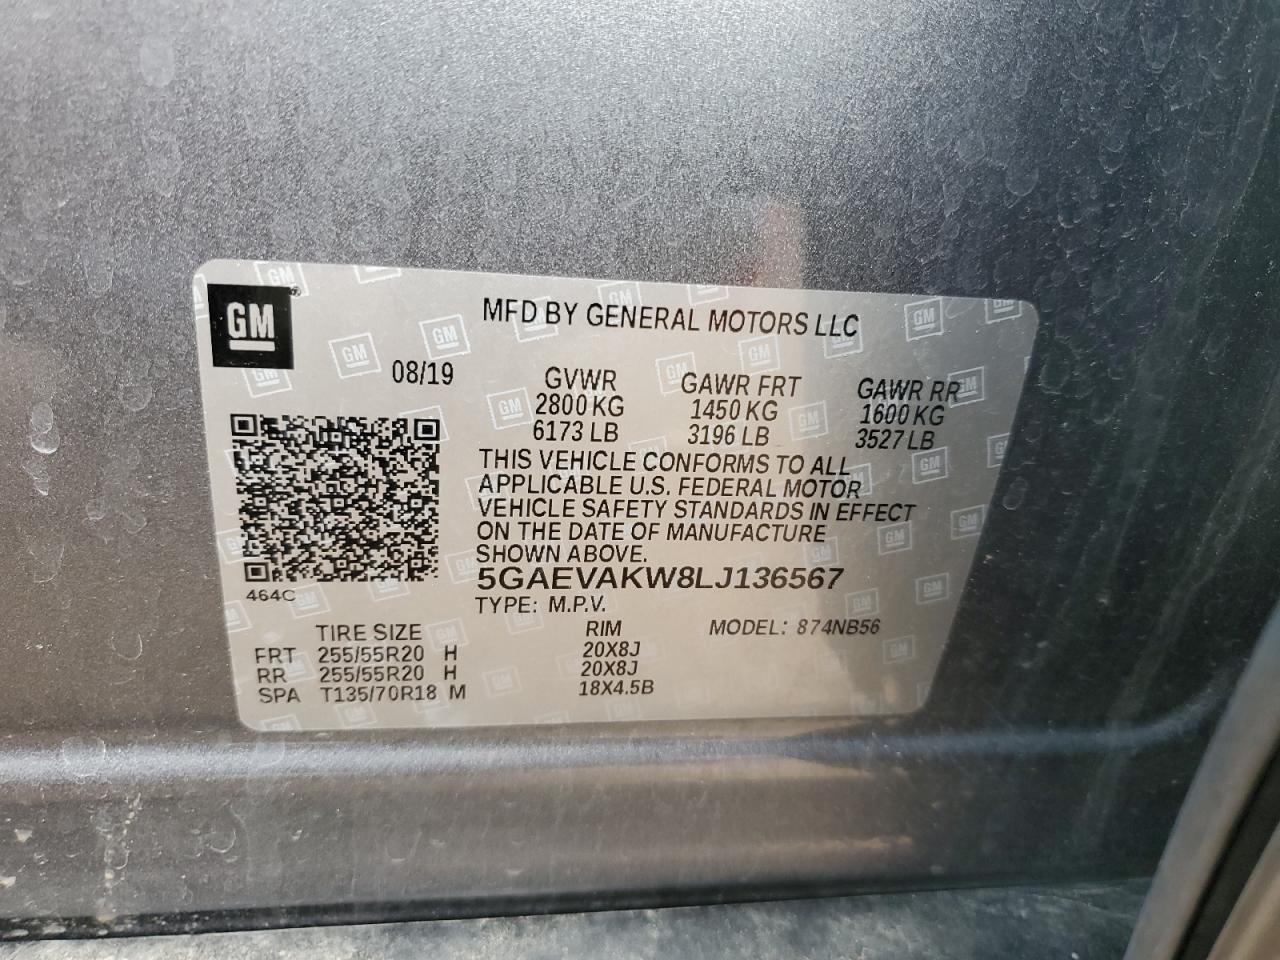 GM
MFD BY GENERAL MOTORS LLC
08/19
GVWR GAWR FRT GAWR RR
2800 KG 1450 KG 1600 KG
6173 LB 3196 LB 3527 LB
THIS VEHICLE CONFORMS TO ALL
APPLICABLE U.S. FEDERAL MOTOR
VEHICLE SAFETY STANDARDS IN EFFECT
ON THE DATE OF MANUFACTURE
SHOWN ABOVE.
5GAEVAKW8LJ136567
464C
TYPE: M.P.V.
TIRE SIZE RIM MODEL: 874NB56
FRT 255/55R20 H 20X8J
RR 255/55R20 H 20X8J
SPA T135/70R18 M 18X4.5B